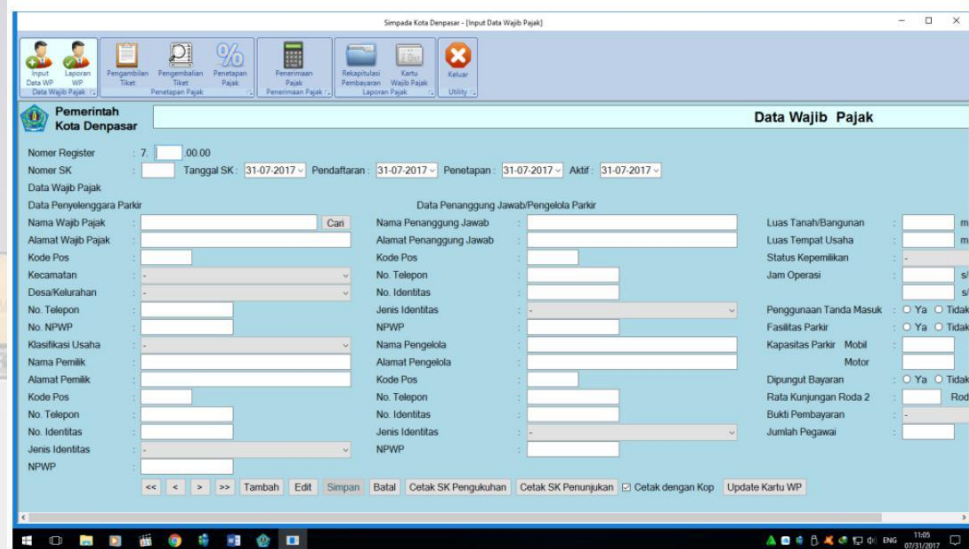 Simpada Kota Denpasar - [Input Data Wajib Pajak]
Input Data WP
Laporan WP
Data Wajib Pajak
Pengambilan Tiket
Pengembalian Tiket
Penetapan Pajak
Penetapan Pajak
Penerimaan Pajak
Penerimaan Pajak
Rekapitulasi Pembayaran
Kartu Wajib Pajak
Laporan Pajak
Keluar
Utility
Pemerintah
Kota Denpasar
Data Wajib Pajak
Nomer Register : 7. .00.00
Nomer SK : Tanggal SK : 31-07-2017 Pendaftaran : 31-07-2017 Penetapan : 31-07-2017 Aktif : 31-07-2017
Data Wajib Pajak
Data Penyelenggara Parkir Data Penanggung Jawab/Pengelola Parkir
Nama Wajib Pajak : Cari Nama Penanggung Jawab : Luas Tanah/Bangunan : m
Alamat Wajib Pajak : Alamat Penanggung Jawab : Luas Tempat Usaha : m
Kode Pos : Kode Pos : Status Kepemilikan : -
Kecamatan : - No. Telepon : Jam Operasi : s/
Desa/Kelurahan : - No. Identitas : s/
No. Telepon : Jenis Identitas : - Penggunaan Tanda Masuk : Ya Tidak
No. NPWP : NPWP : Fasilitas Parkir : Ya Tidak
Klasifikasi Usaha : - Nama Pengelola : Kapasitas Parkir Mobil :
Nama Pemilik : Alamat Pengelola : Motor
Alamat Pemilik : Kode Pos : Dipungut Bayaran : Ya Tidak
Kode Pos : No. Telepon : Rata Kunjungan Roda 2 : Rod
No. Telepon : No. Identitas : Bukti Pembayaran : -
No. Identitas : Jenis Identitas : - Jumlah Pegawai :
Jenis Identitas : - NPWP :
NPWP :
<< < > >> Tambah Edit Simpan Batal Cetak SK Pengukuhan Cetak SK Penunjukan Cetak dengan Kop Update Kartu WP
ENG 11:05
07/31/2017